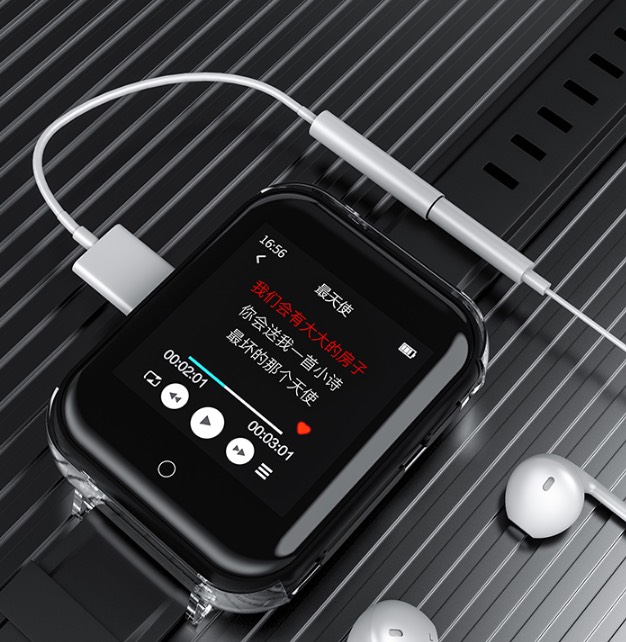 16:56
最天使
我们会有大大的房子
你会送我一首小诗
最坏的那个天使
00:02:01
00:03:01